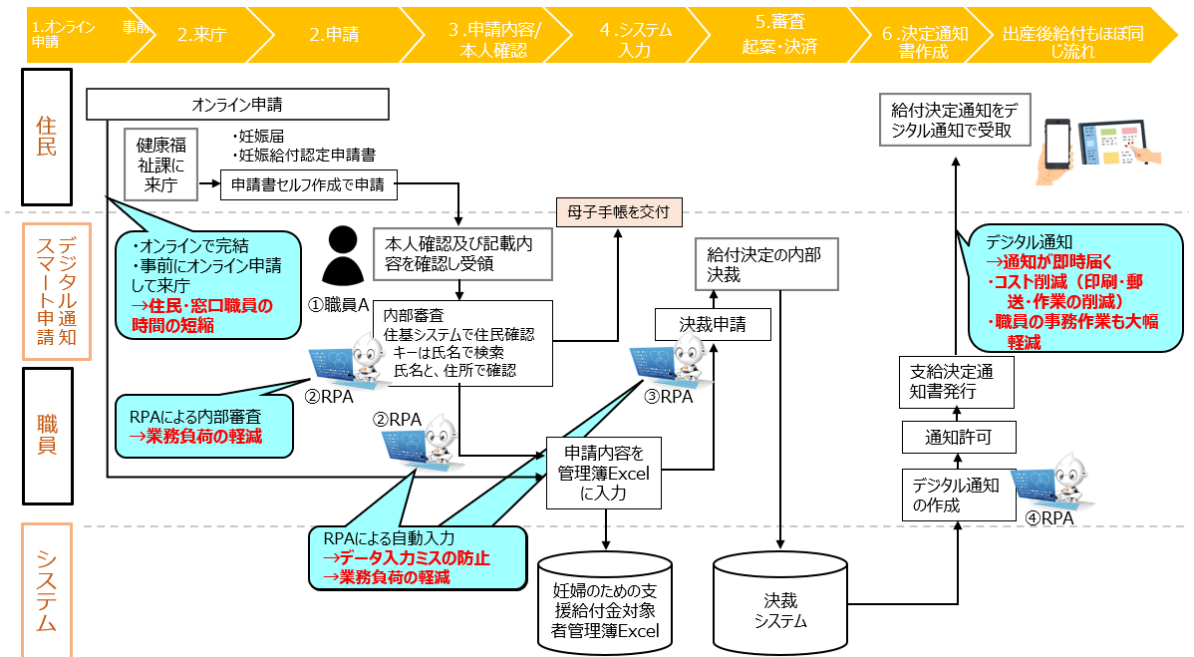 1.オンライン 事前
申請
2.来庁
2.申請
3.申請内容/
本人確認
4.システム
入力
5.審査
起案・決済
6.決定通知
書作成
出産後給付もほぼ同
じ流れ
住民
オンライン申請
健康福
祉課に
来庁
・妊娠届
・妊娠給付認定申請書
申請書セルフ作成で申請
給付決定通知をデ
ジタル通知で受取
母子手帳を交付
デジタル通知
スマート申請
・オンラインで完結
・事前にオンライン申請
して来庁
→住民・窓口職員の
時間の短縮
①職員A
本人確認及び記載内
容を確認し受領
内部審査
住基システムで住民確認
キーは氏名で検索
氏名と、住所で確認
②RPA
給付決定の内部
決裁
決裁申請
③RPA
デジタル通知
→通知が即時届く
・コスト削減（印刷・郵
送・作業の削減）
・職員の事務作業も大幅
軽減
職員
RPAによる内部審査
→業務負荷の軽減
②RPA
申請内容を
管理簿Excel
に入力
支給決定通
知書発行
通知許可
デジタル通知
の作成
④RPA
システム
RPAによる自動入力
→データ入力ミスの防止
→業務負荷の軽減
妊婦のための支
援給付金対象
者管理簿Excel
決裁
システム